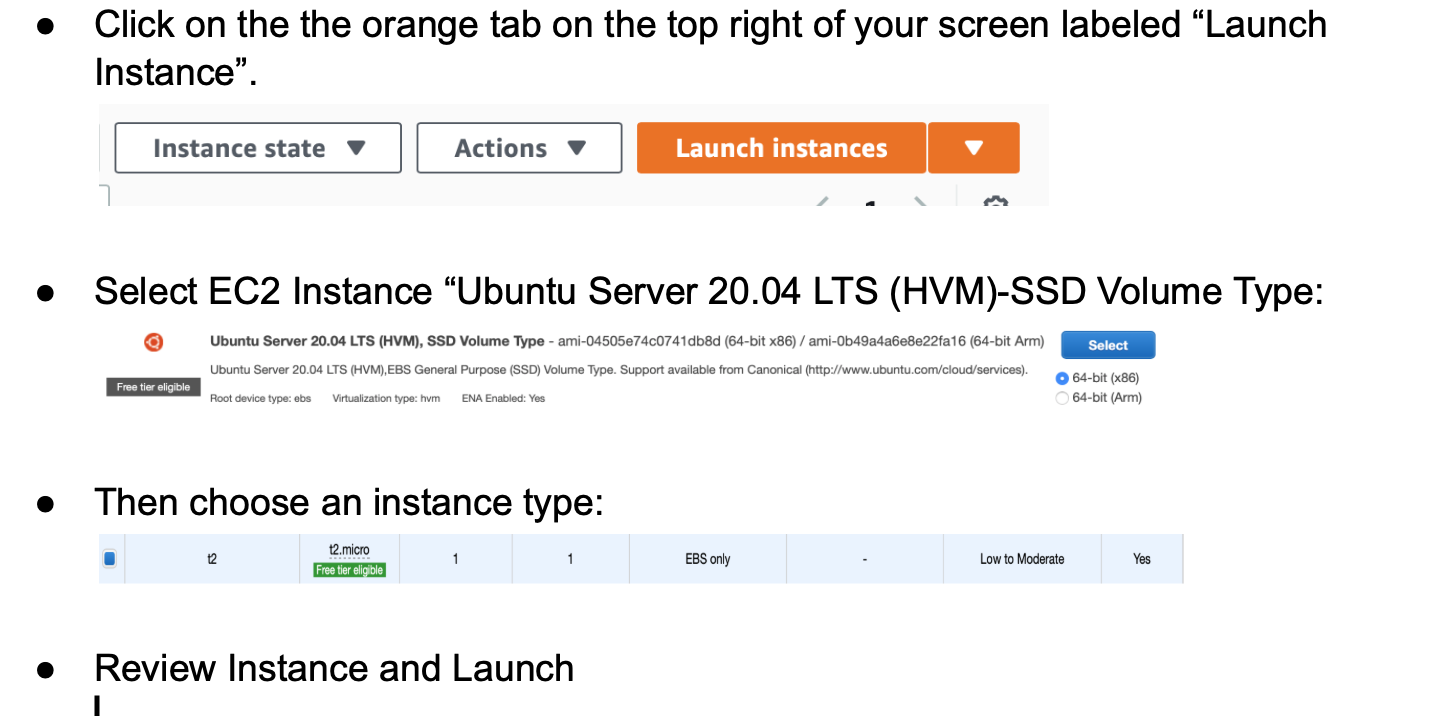 ● Click on the the orange tab on the top right of your screen labeled “Launch
Instance”.
Instance state ▼ Actions ▼ Launch instances ▼
1
● Select EC2 Instance “Ubuntu Server 20.04 LTS (HVM)-SSD Volume Type:
Ubuntu Server 20.04 LTS (HVM), SSD Volume Type - ami-04505e74c0741db8d (64-bit x86) / ami-0b49a4a6e8e22fa16 (64-bit Arm)
Select
Free tier eligible
Ubuntu Server 20.04 LTS (HVM),EBS General Purpose (SSD) Volume Type. Support available from Canonical (http://www.ubuntu.com/cloud/services).
64-bit (x86)
Root device type: ebs Virtualization type: hvm ENA Enabled: Yes
64-bit (Arm)
● Then choose an instance type:
t2 t2.micro 1 1 EBS only - Low to Moderate Yes
Free tier eligible
● Review Instance and Launch